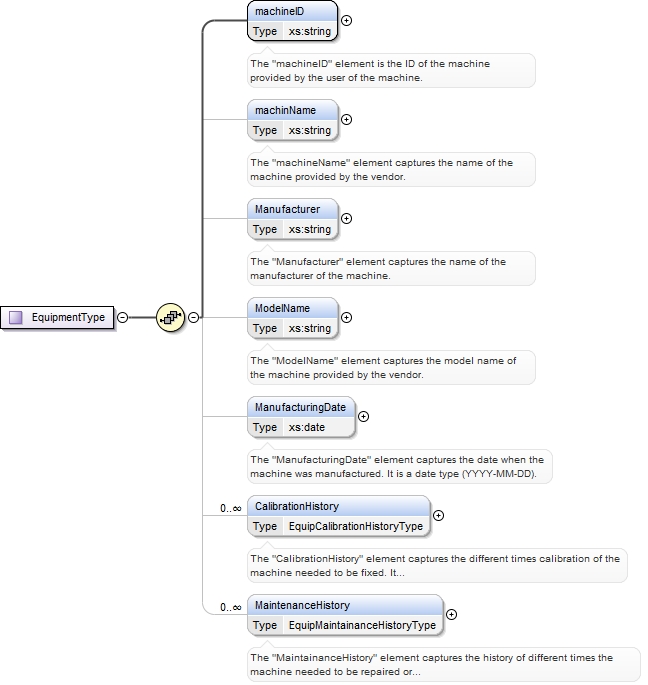 machineID
Type xs:string
The "machineID" element is the ID of the machine
provided by the user of the machine.
machinName
Type xs:string
The "machineName" element captures the name of the
machine provided by the vendor.
Manufacturer
Type xs:string
The "Manufacturer" element captures the name of the
manufacturer of the machine.
EquipmentType
ModelName
Type xs:string
The "ModelName" element captures the model name of
the machine provided by the vendor.
ManufacturingDate
Type xs:date
The "ManufacturingDate" element captures the date when the
machine was manufactured. It is a date type (YYYY-MM-DD).
0..∞ CalibrationHistory
Type EquipCalibrationHistoryType
The "CalibrationHistory" element captures the different times calibration of the
machine needed to be fixed. It...
0..∞ MaintenanceHistory
Type EquipMaintainanceHistoryType
The "MaintainanceHistory" element captures the history of different times the
machine needed to be repaired or...